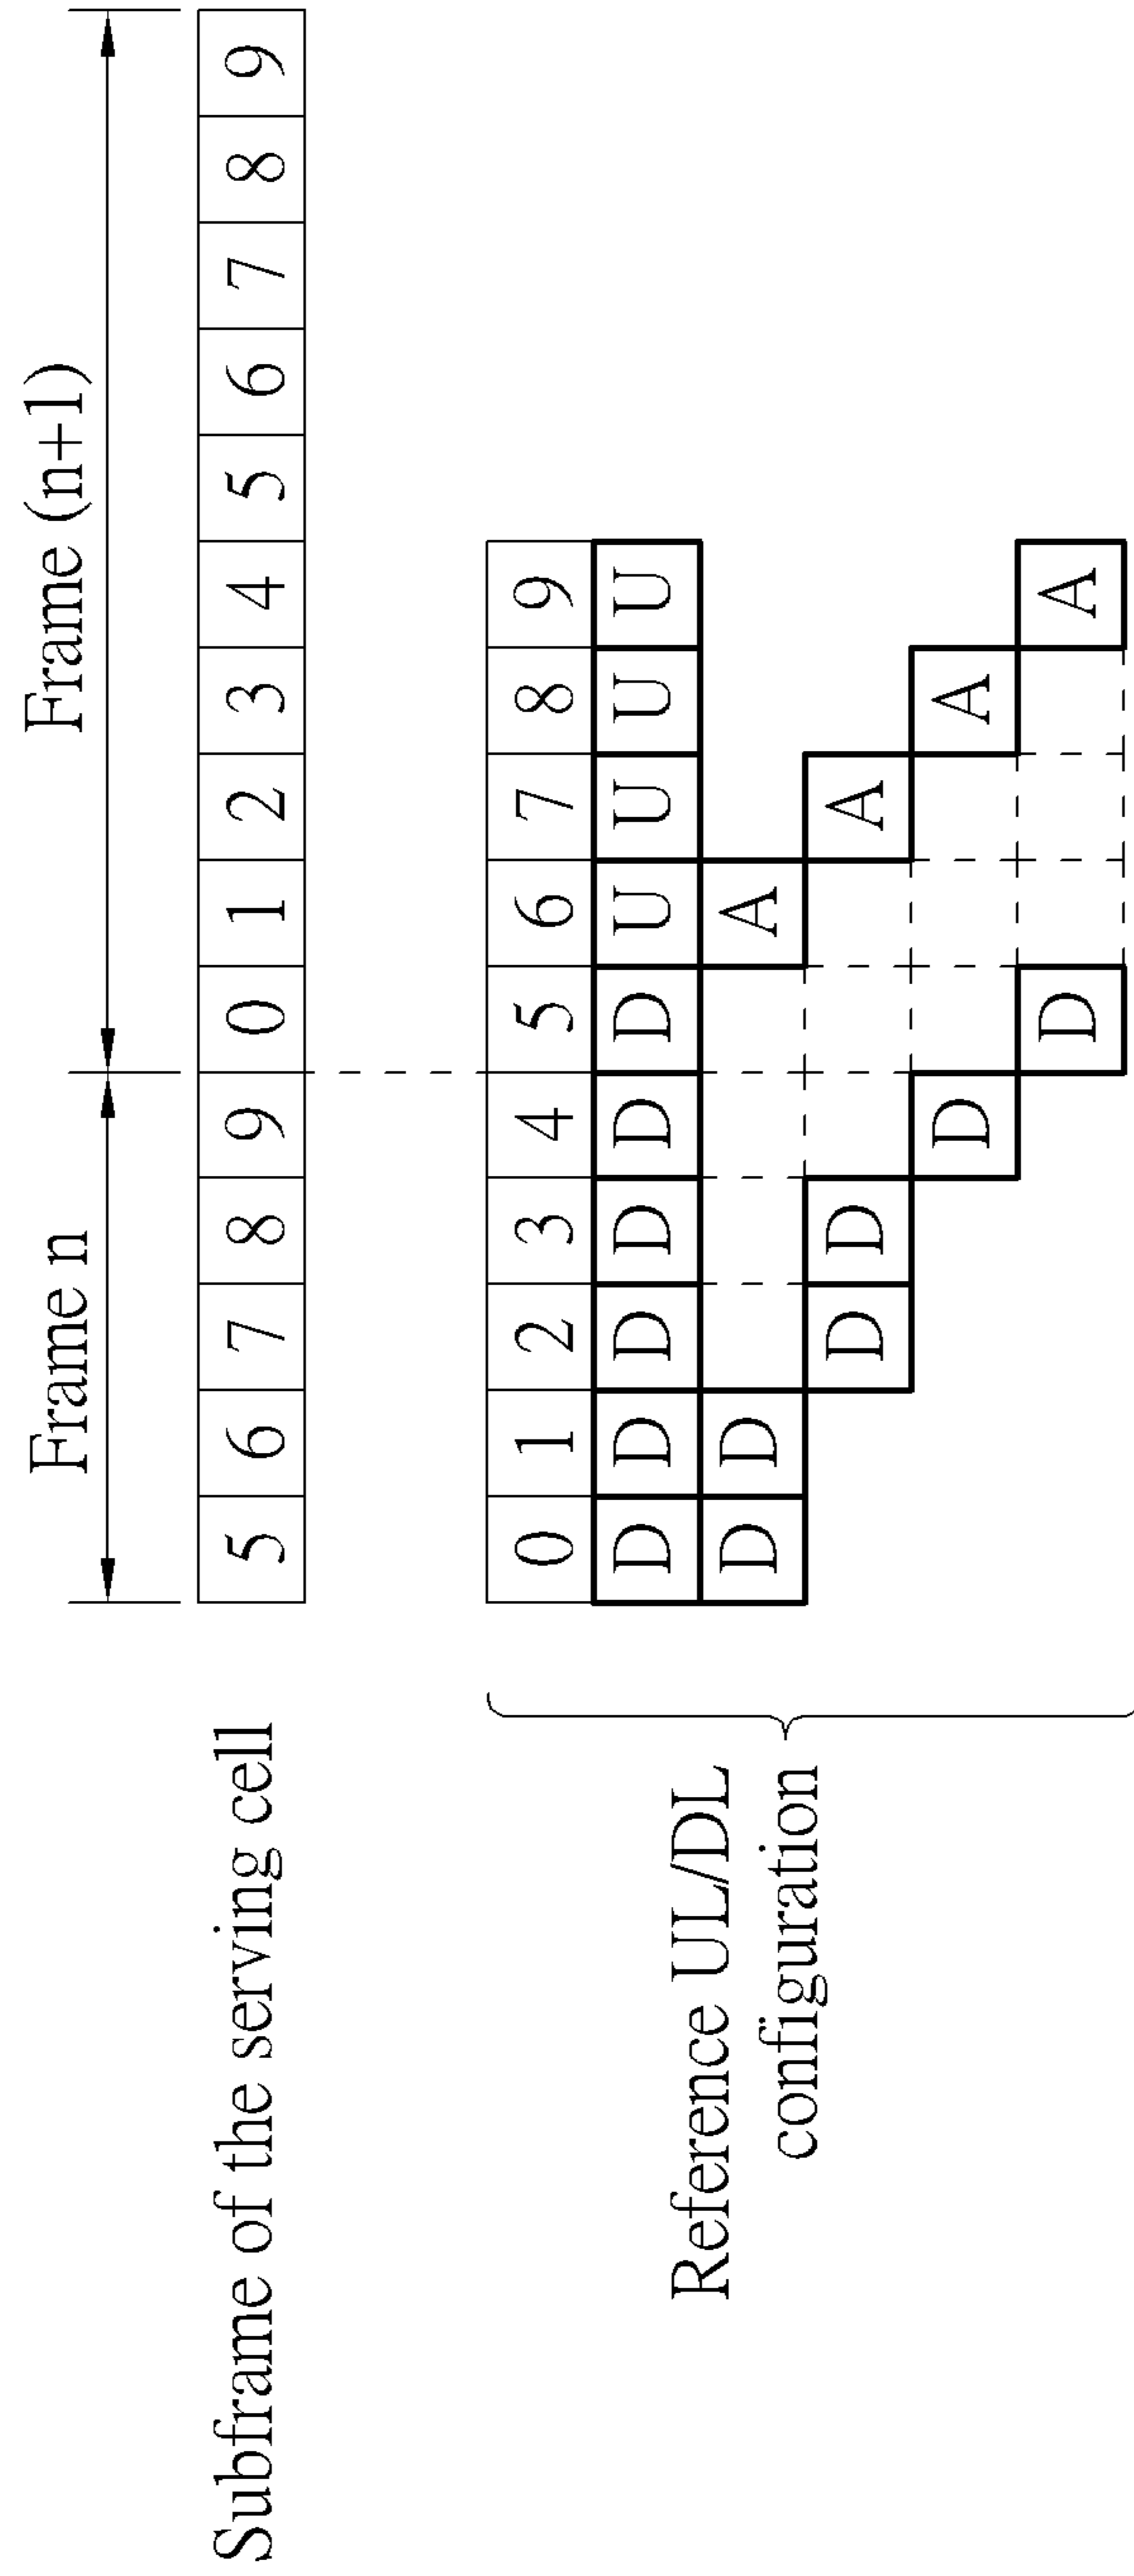 Frame n Frame (n+1)
Subframe of the serving cell 5 6 7 8 9 0 1 2 3 4 5 6 7 8 9
0 1 2 3 4 5 6 7 8 9
D D D D D D U U U U
Reference UL/DL
configuration
D D A
D D A
D A
D A